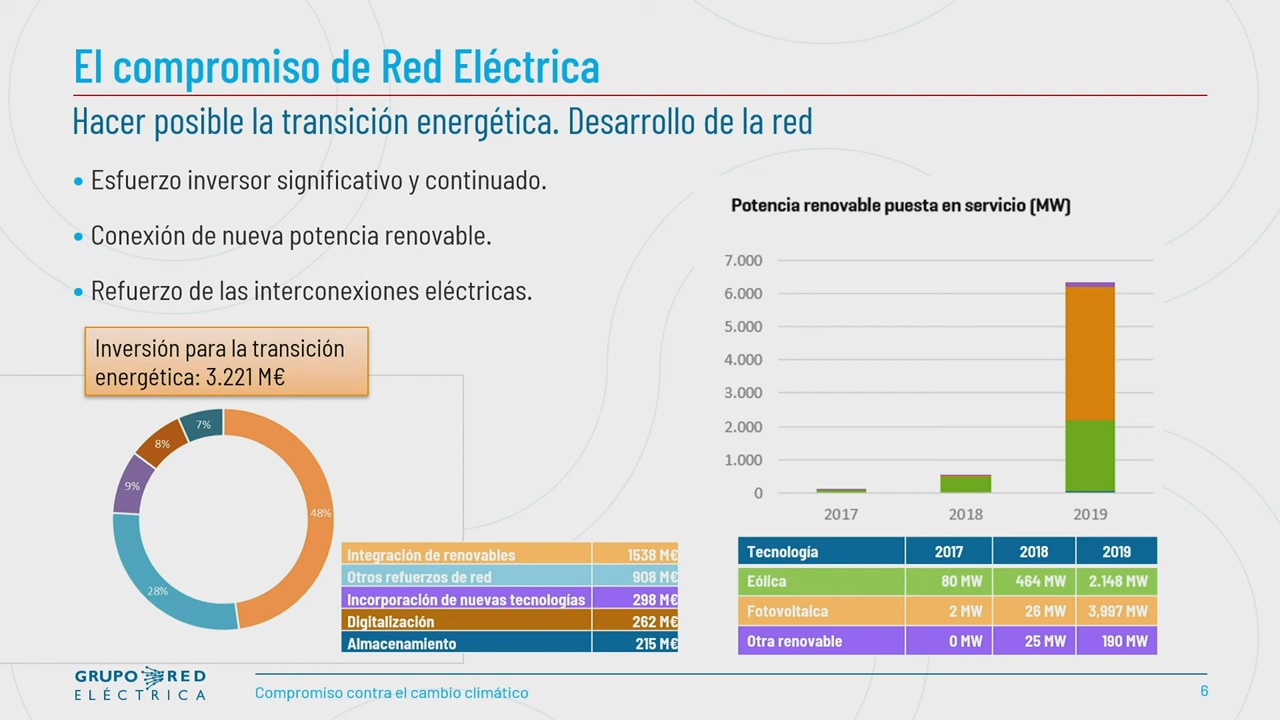 El compromiso de Red Eléctrica
Hacer posible la transición energética. Desarrollo de la red
• Esfuerzo inversor significativo y continuado.
• Conexión de nueva potencia renovable.
• Refuerzo de las interconexiones eléctricas.
Inversión para la transición
energética: 3.221 M€
7%
8%
9%
48%
28%
Integración de renovables 1538 M€
Otros refuerzos de red 908 M€
Incorporación de nuevas tecnologías 298 M€
Digitalización 262 M€
Almacenamiento 215 M€
Potencia renovable puesta en servicio (MW)
7.000
6.000
5.000
4.000
3.000
2.000
1.000
0
2017 2018 2019
Tecnología 2017 2018 2019
Eólica 80 MW 464 MW 2.148 MW
Fotovoltaica 2 MW 26 MW 3,997 MW
Otra renovable 0 MW 25 MW 190 MW
GRUPO RED
ELÉCTRICA
Compromiso contra el cambio climático
6